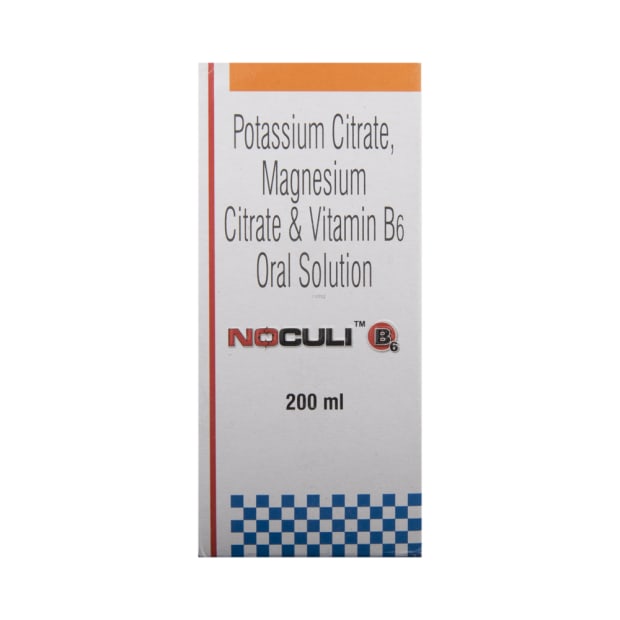 Potassium Citrate,
Magnesium
Citrate & Vitamin B6
Oral Solution
NOCULI™ B6
200 ml